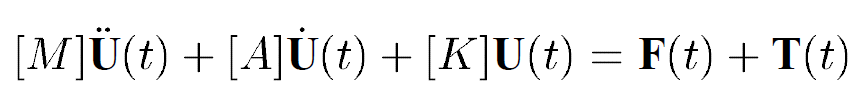 [M]Ü(t) + [A]U̇(t) + [K]U(t) = F(t) + T(t)